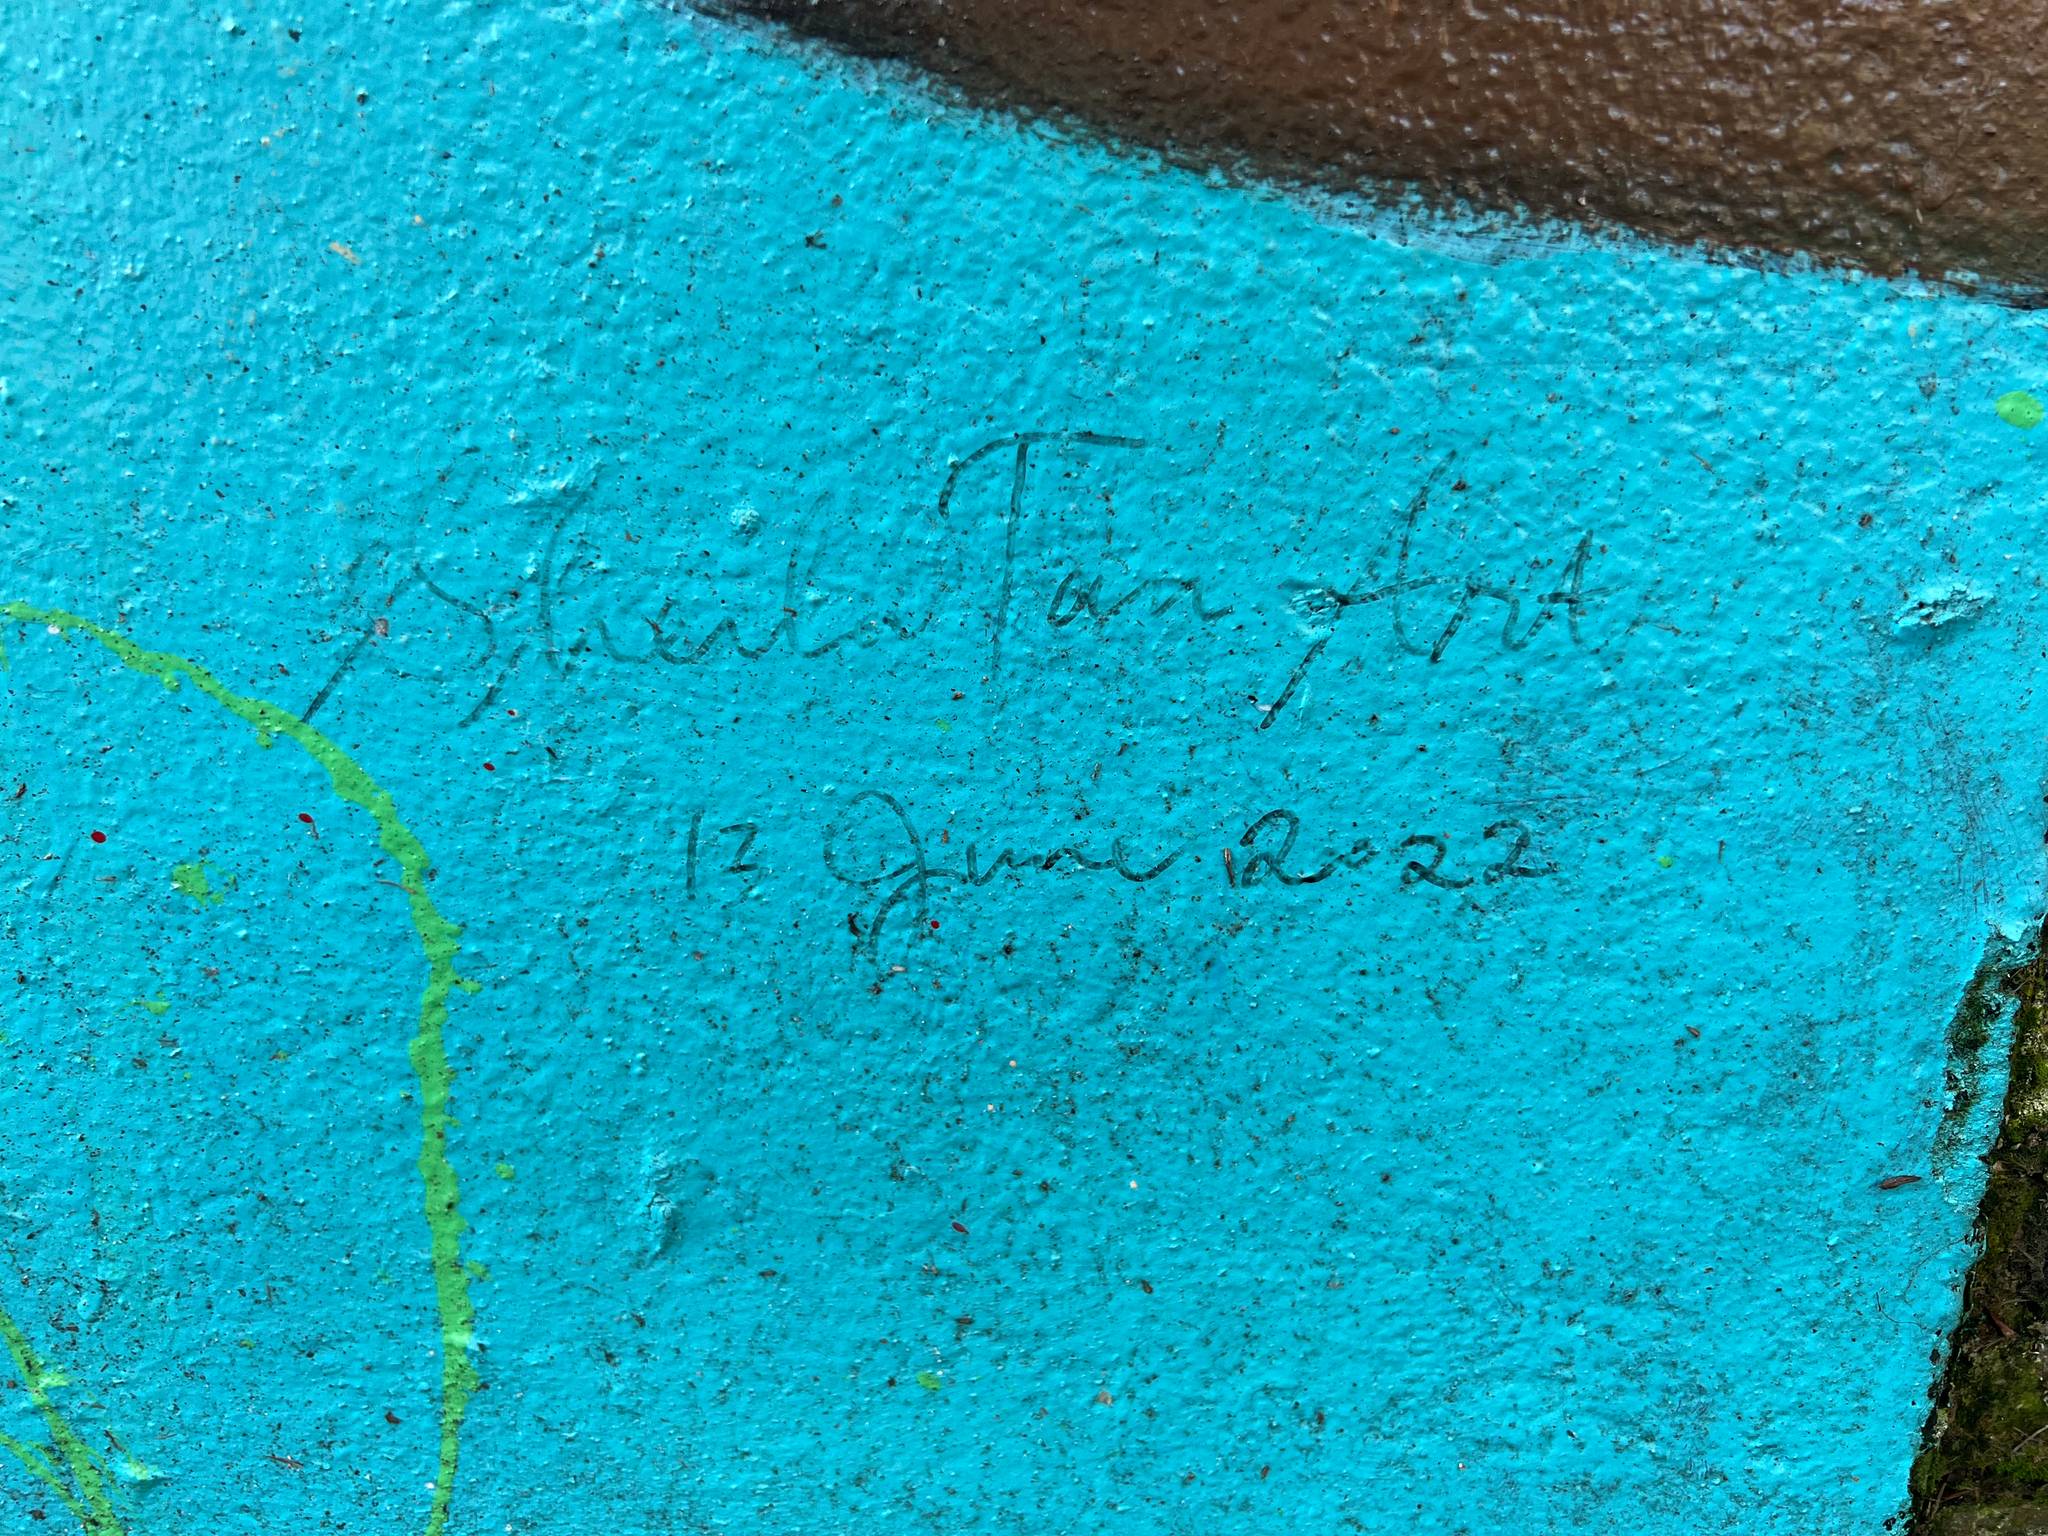 Sheila Tan Art
13 June 2022